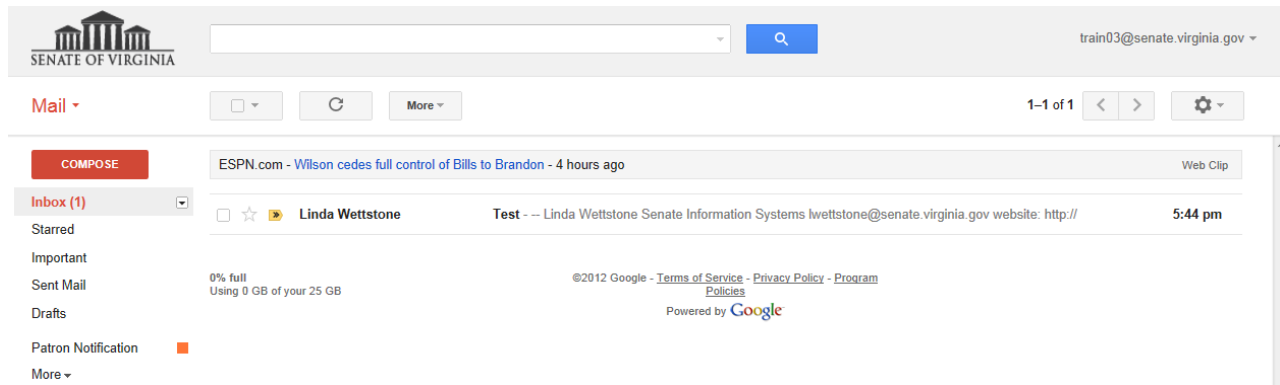 SENATE OF VIRGINIA
train03@senate.virginia.gov
Mail
More
1–1 of 1
COMPOSE
ESPN.com - Wilson cedes full control of Bills to Brandon - 4 hours ago
Web Clip
Inbox (1)
Linda Wettstone Test - -- Linda Wettstone Senate Information Systems lwettstone@senate.virginia.gov website: http:// 5:44 pm
Starred
Important
Sent Mail
Drafts
Patron Notification
More
0% full
Using 0 GB of your 25 GB
©2012 Google - Terms of Service - Privacy Policy - Program
Policies
Powered by Google